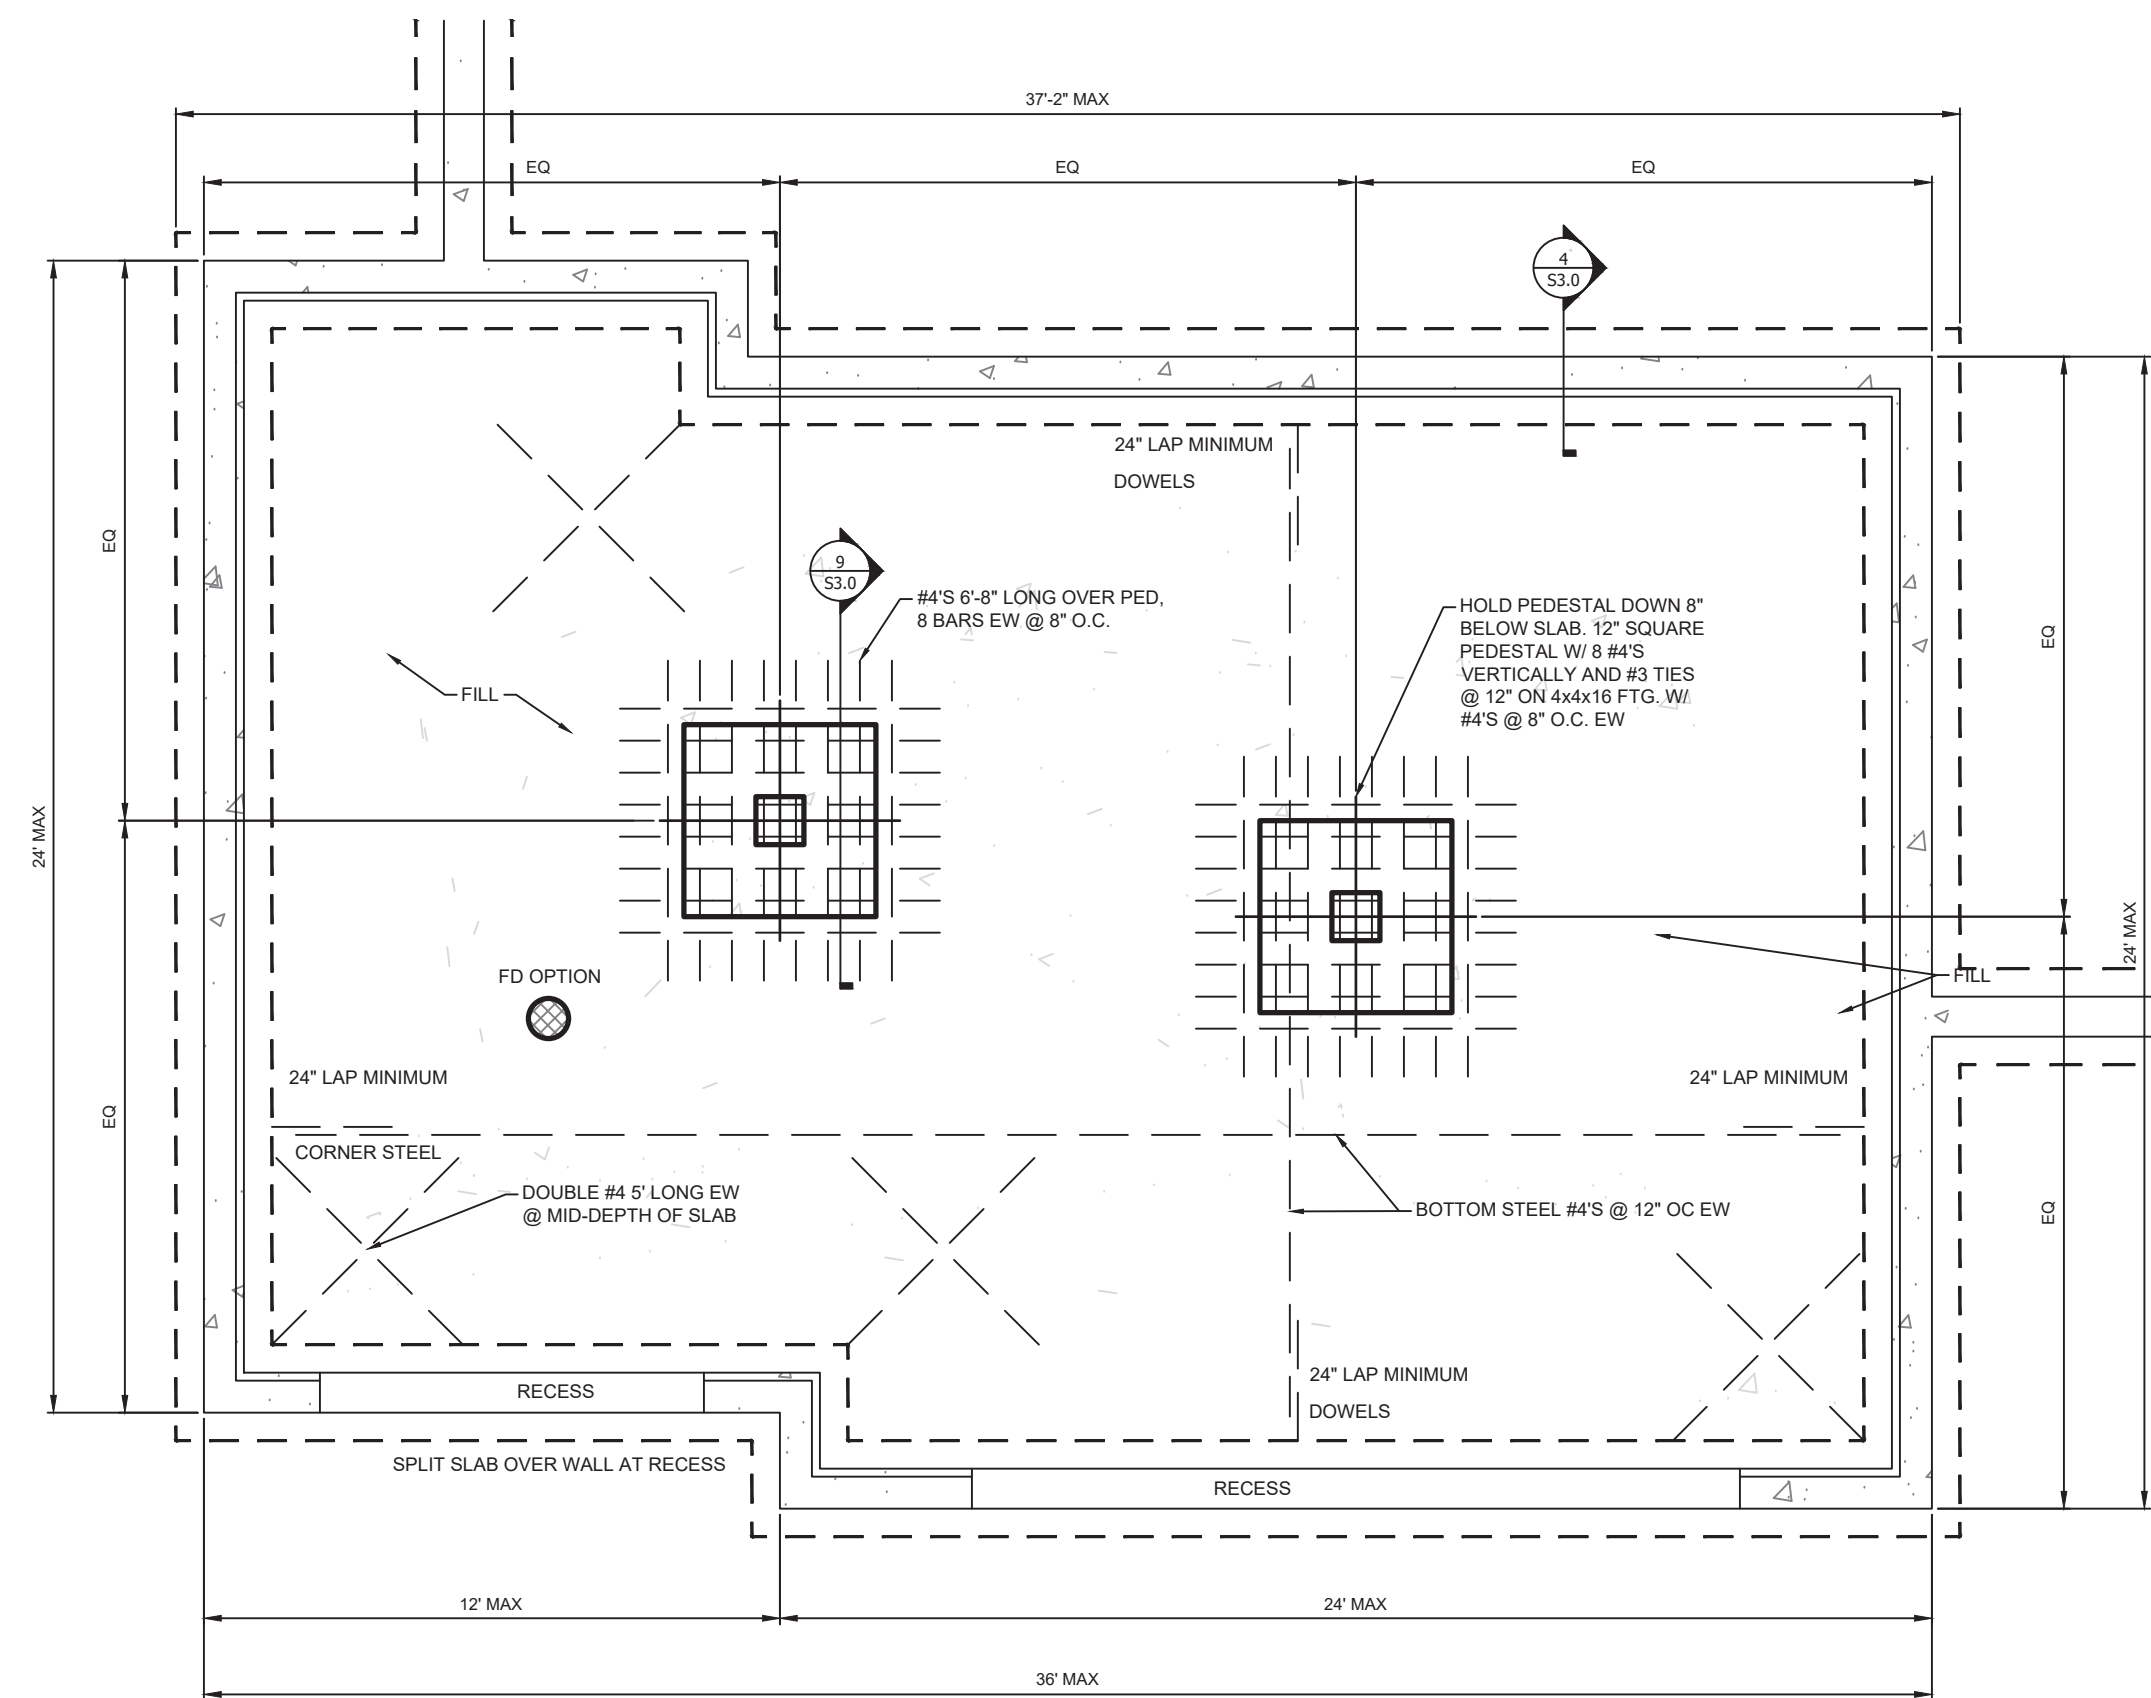 37'-2" MAX
EQ
EQ
EQ
4
S3.0
24" LAP MINIMUM
DOWELS
EQ
9
S3.0
#4'S 6'-8" LONG OVER PED,
8 BARS EW @ 8" O.C.
HOLD PEDESTAL DOWN 8"
BELOW SLAB. 12" SQUARE
PEDESTAL W/ 8 #4'S
VERTICALLY AND #3 TIES
@ 12" ON 4x4x16 FTG. W/
#4'S @ 8" O.C. EW
EQ
FILL
24' MAX
24' MAX
FD OPTION
FILL
24" LAP MINIMUM
24" LAP MINIMUM
EQ
CORNER STEEL
DOUBLE #4 5' LONG EW
@ MID-DEPTH OF SLAB
BOTTOM STEEL #4'S @ 12" OC EW
EQ
24" LAP MINIMUM
DOWELS
RECESS
SPLIT SLAB OVER WALL AT RECESS
RECESS
12' MAX
24' MAX
36' MAX